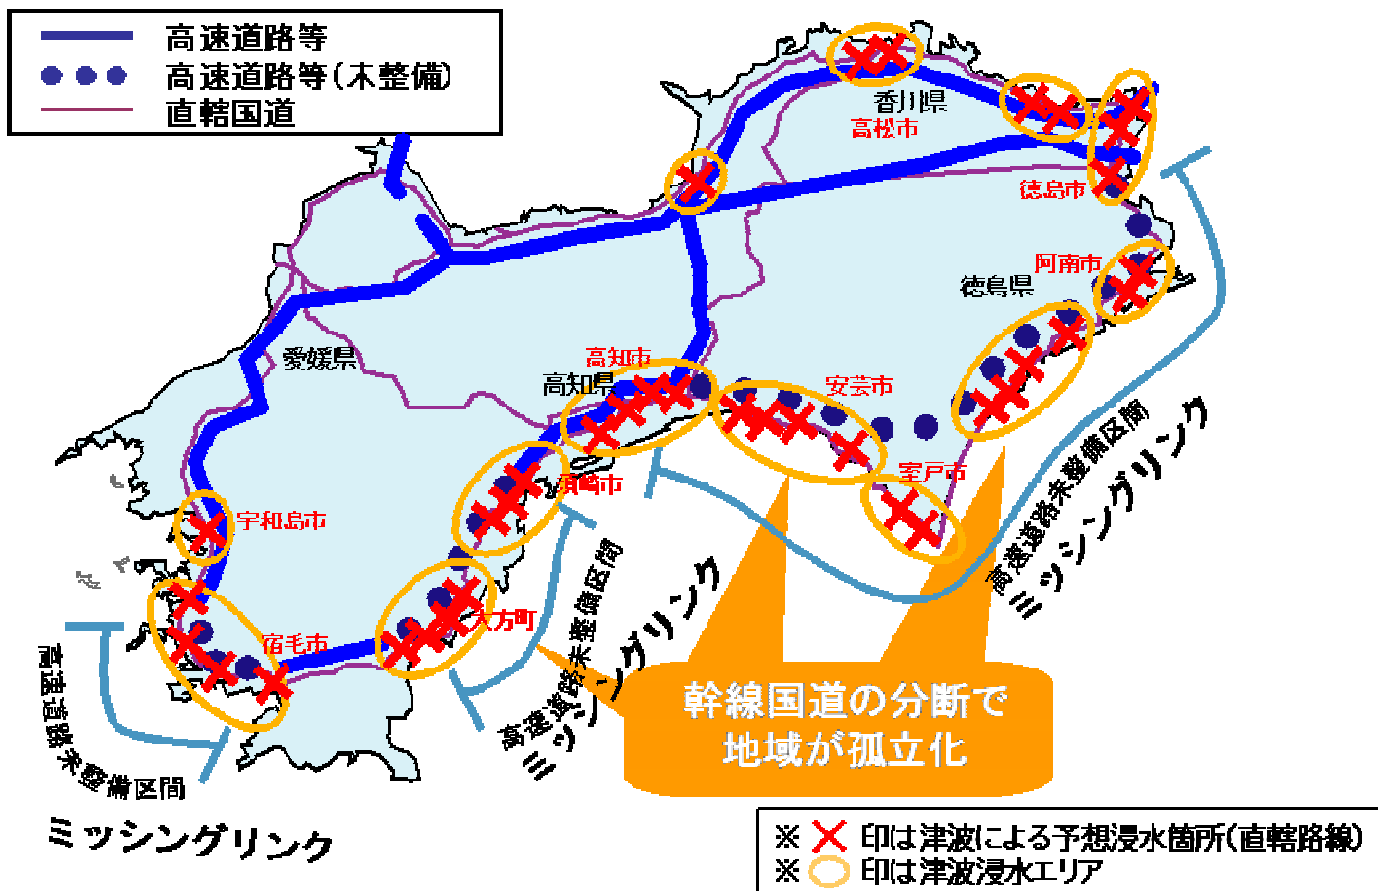 高速道路等
高速道路等(未整備)
直轄国道
香川県
高松市
徳島市
阿南市
徳島県
愛媛県
高知市
高知県
安芸市
室戸市
須崎市
宇和島市
大方町
宿毛市
高速道路未整備区間
ミッシングリンク
高速道路未整備区間
ミッシングリンク
高速道路未整備区間
ミッシングリンク
幹線国道の分断で
地域が孤立化
※ 印は津波による予想浸水箇所(直轄路線)
※ 印は津波浸水エリア